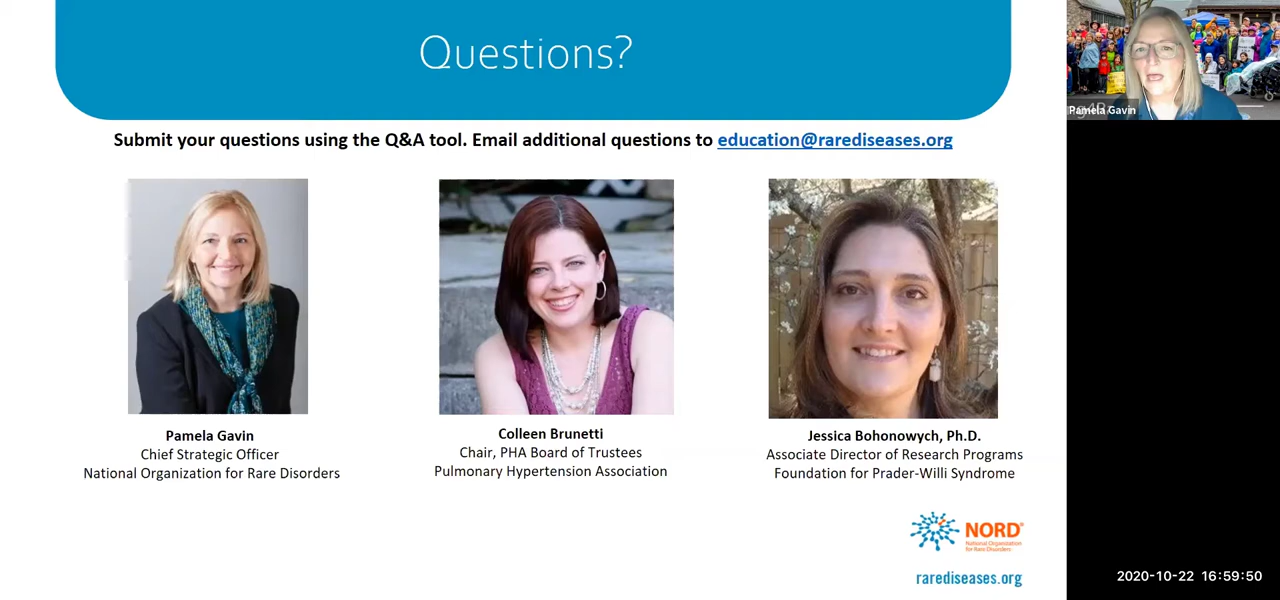 Questions?
Submit your questions using the Q&A tool. Email additional questions to education@rarediseases.org
Pamela Gavin
Pamela Gavin
Chief Strategic Officer
National Organization for Rare Disorders
Colleen Brunetti
Chair, PHA Board of Trustees
Pulmonary Hypertension Association
Jessica Bohonowych, Ph.D.
Associate Director of Research Programs
Foundation for Prader-Willi Syndrome
NORD®
National Organization
for Rare Disorders
rarediseases.org
2020-10-22 16:59:50